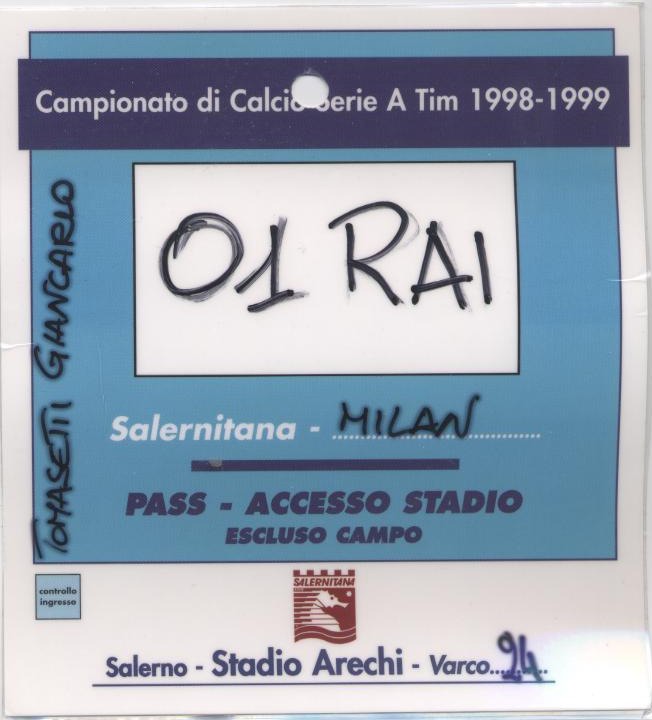 Campionato di Calcio Serie A Tim 1998-1999
TOMASETTI GIANCARLO
01 RAI
Salernitana - MILAN
PASS - ACCESSO STADIO
ESCLUSO CAMPO
controllo
ingresso
SALERNITANA
Salerno - Stadio Arechi - Varco..24..